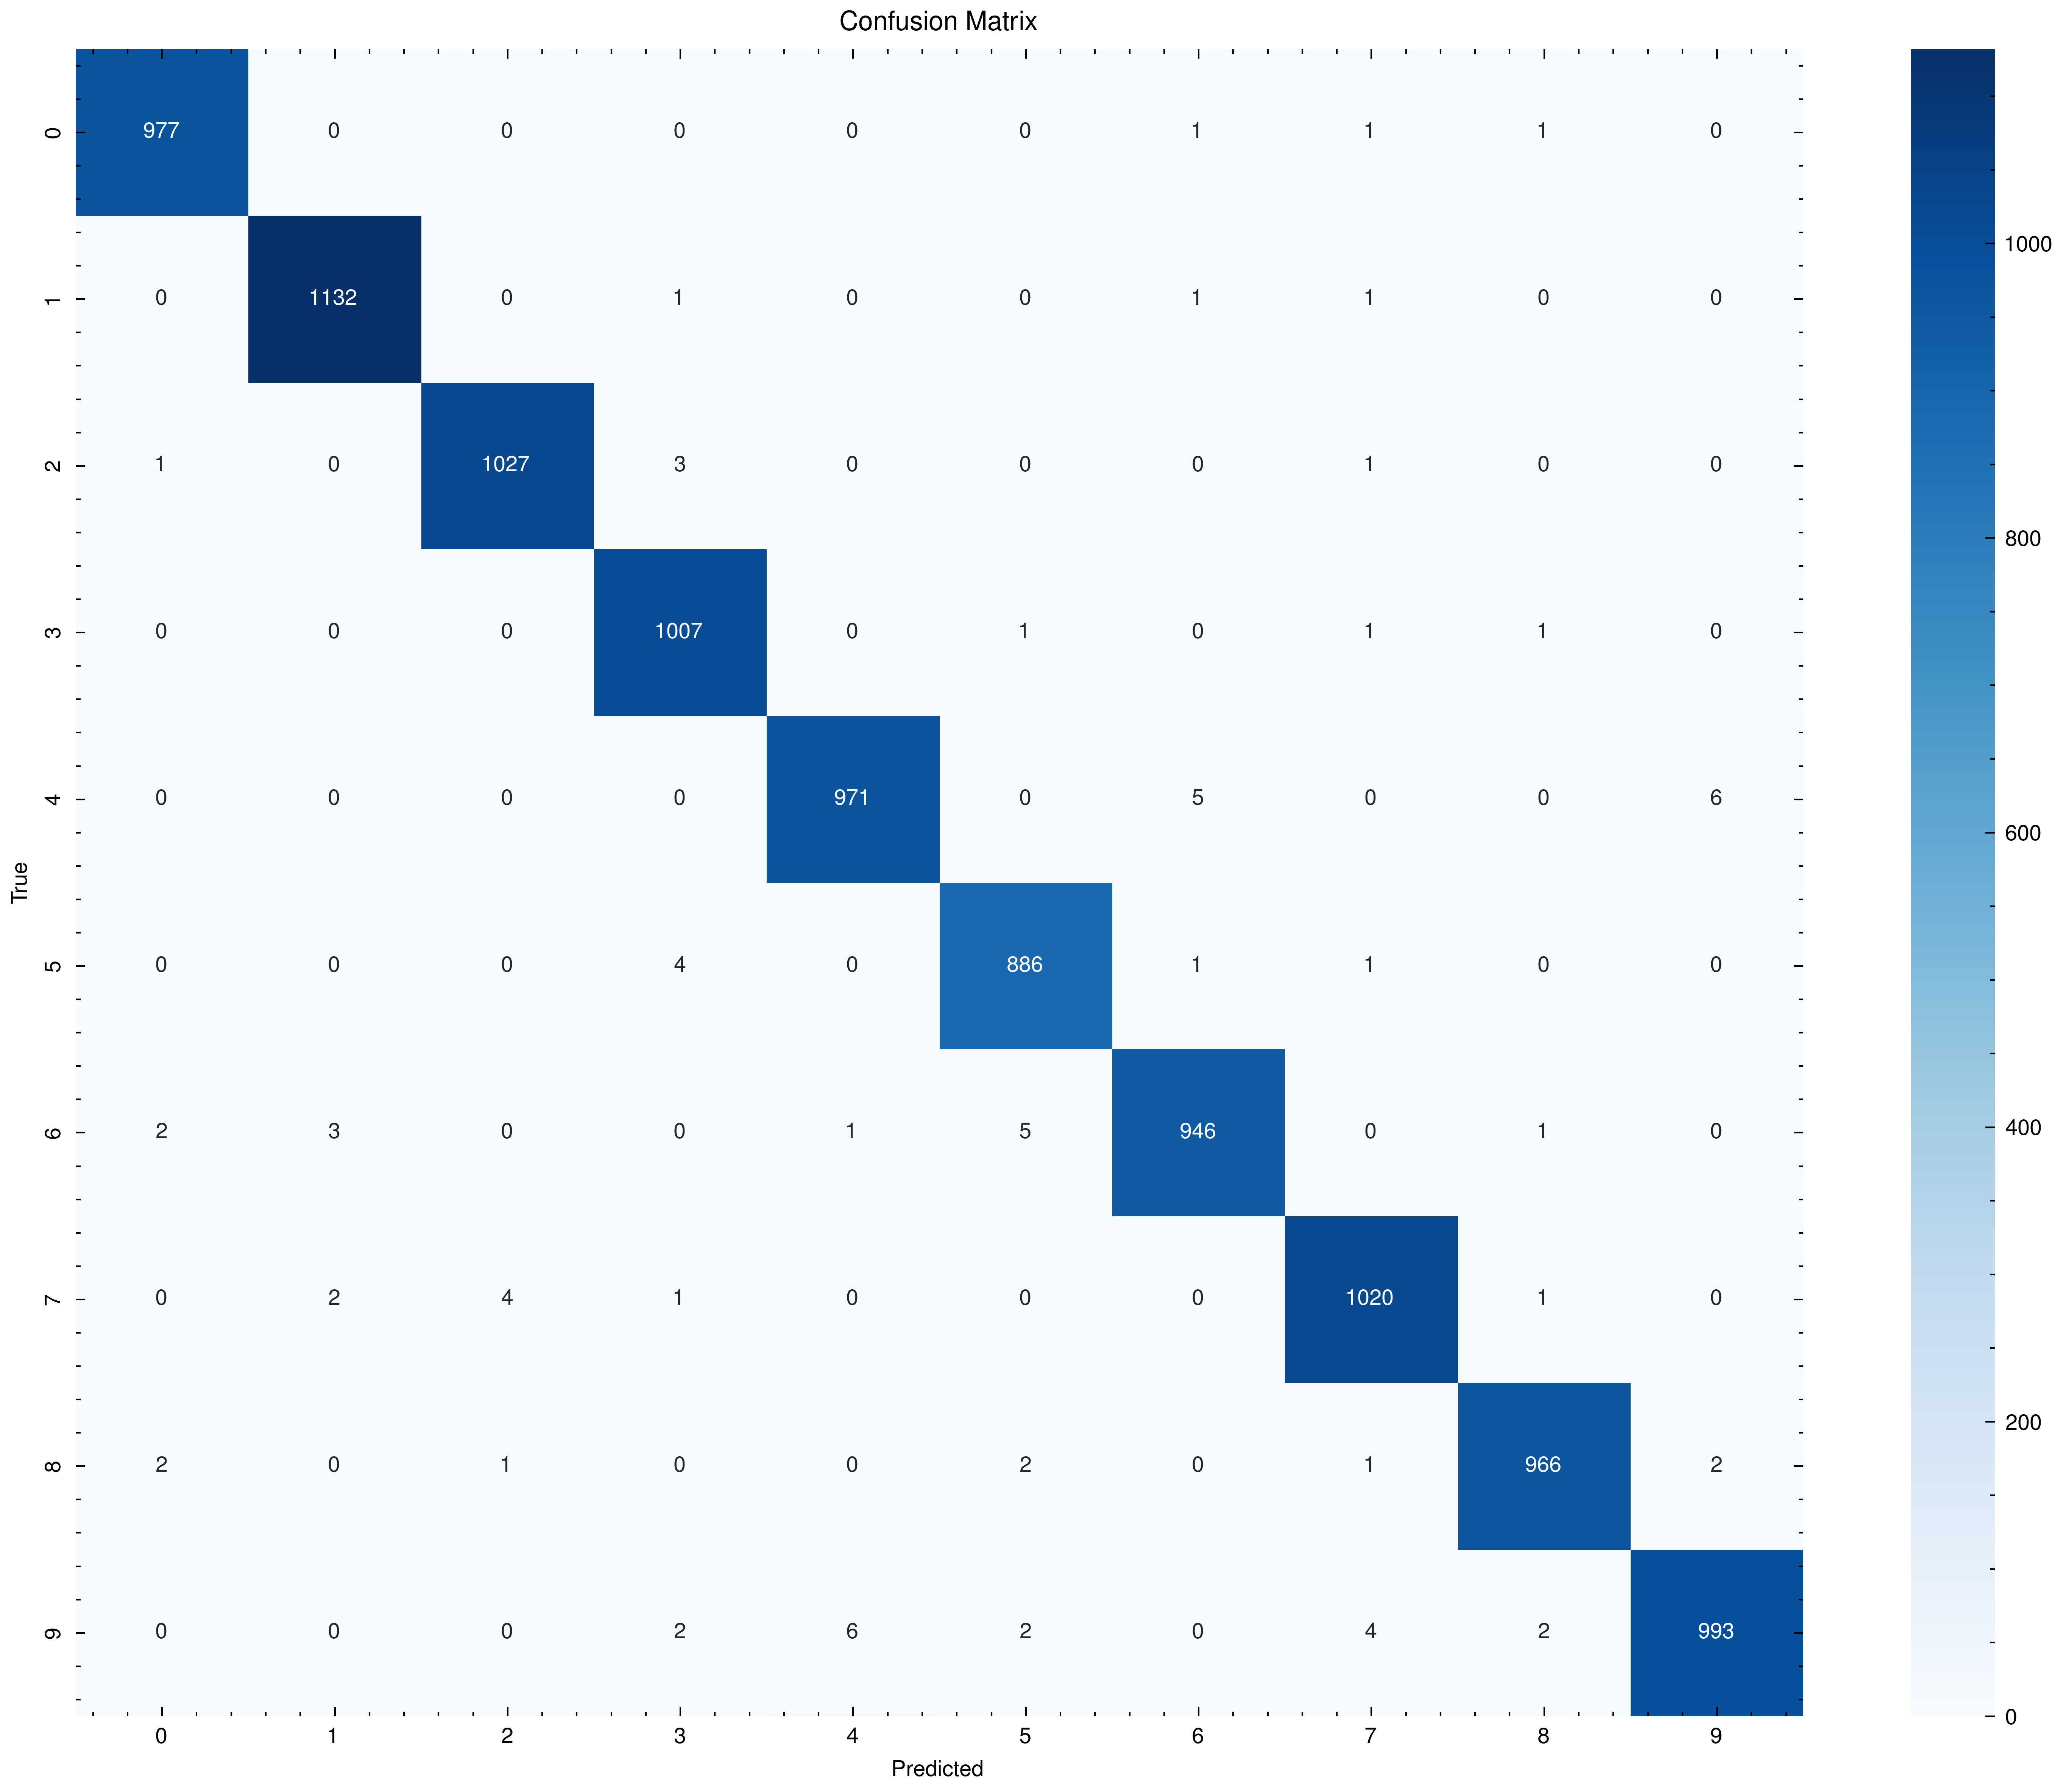 Confusion Matrix
0 977 0 0 0 0 0 1 1 1 0
1 0 1132 0 1 0 0 1 1 0 0
1000
2 1 0 1027 3 0 0 0 1 0 0
800
3 0 0 0 1007 0 1 0 1 1 0
4 0 0 0 0 971 0 5 0 0 6
600
True
5 0 0 0 4 0 886 1 1 0 0
6 2 3 0 0 1 5 946 0 1 0
400
7 0 2 4 1 0 0 0 1020 1 0
200
8 2 0 1 0 0 2 0 1 966 2
9 0 0 0 2 6 2 0 4 2 993
0
0 1 2 3 4 5 6 7 8 9
Predicted